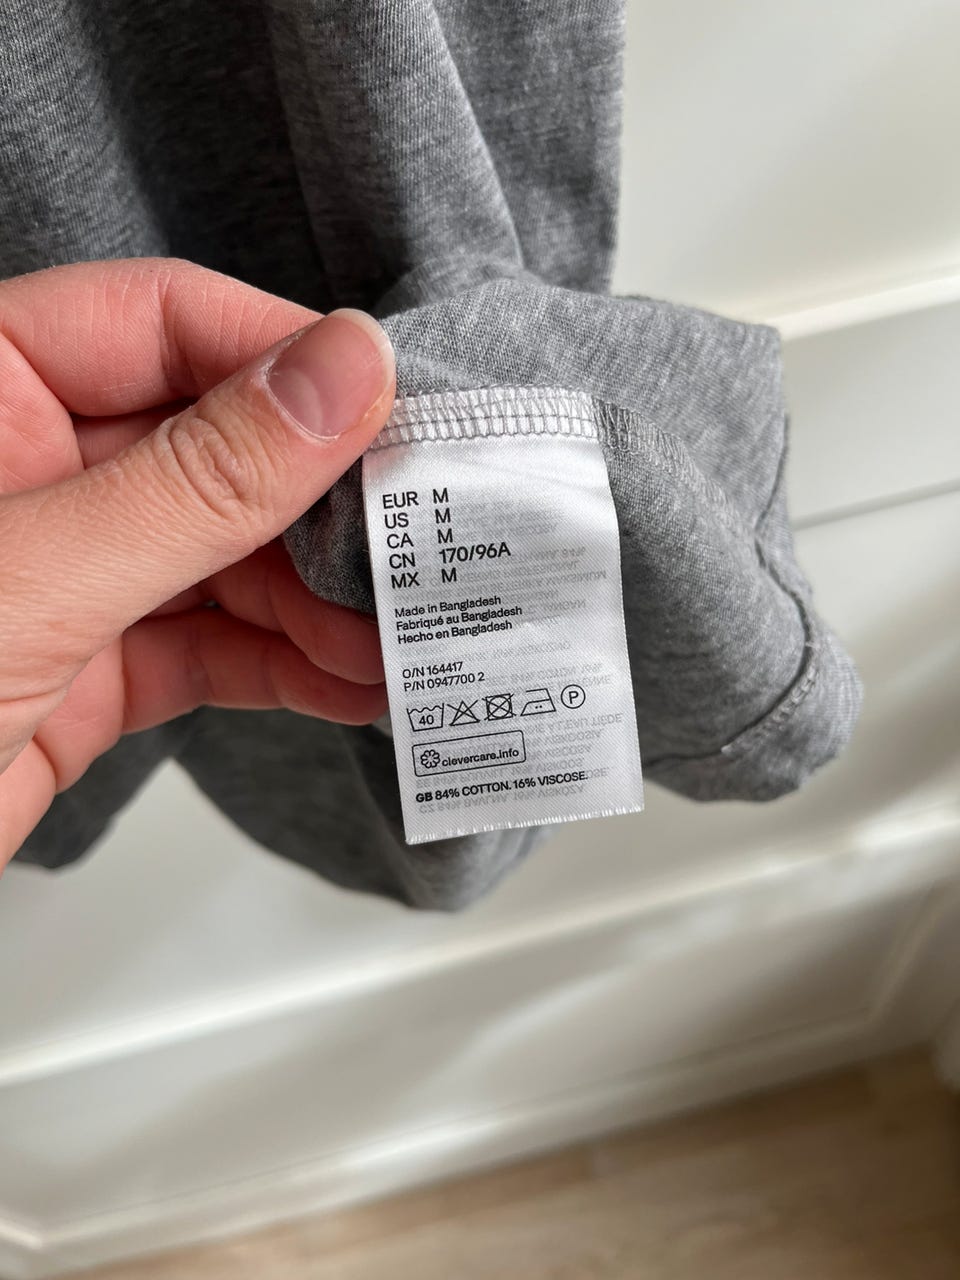 EUR M
US M
CA M
CN 170/96A
MX M
Made in Bangladesh
Fabriqué au Bangladesh
Hecho en Bangladesh
O/N 164417
P/N 0947700 2
40 P
clevercare.info
GB 84% COTTON. 16% VISCOSE.